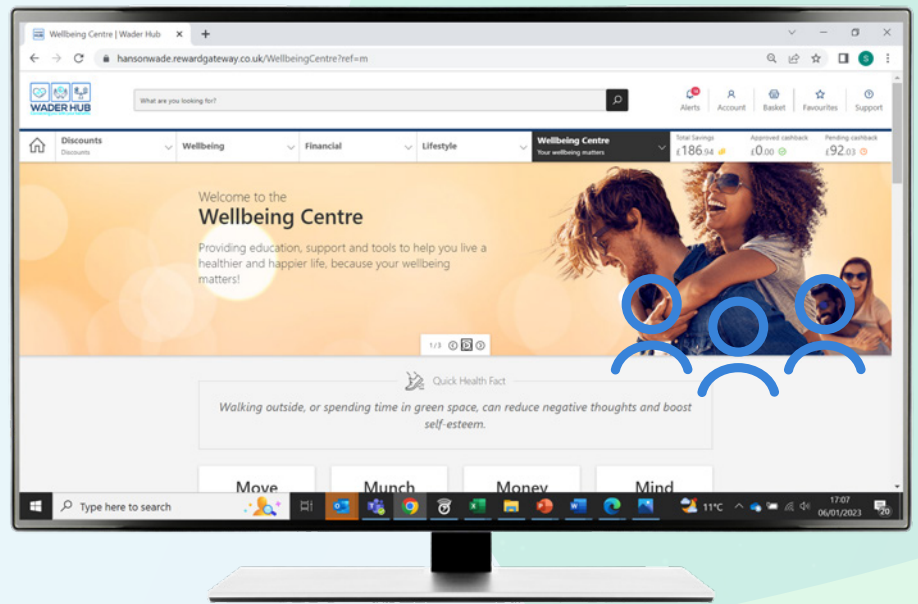 Wellbeing Centre | Wader Hub
hansonwade.rewardgateway.co.uk/WellbeingCentre?ref=m
S
WADER HUB
What are you looking for?
Alerts Account Basket Favourites Support
Discounts
Discounts
Wellbeing
Financial
Lifestyle
Wellbeing Centre
Your wellbeing matters
Total Savings
£186.94
Approved cashback
£0.00
Pending cashback
£92.03
Welcome to the
Wellbeing Centre
Providing education, support and tools to help you live a
healthier and happier life, because your wellbeing
matters!
1/3
Quick Health Fact
Walking outside, or spending time in green space, can reduce negative thoughts and boost
self-esteem.
Move Munch Money Mind
Type here to search
11°C
17:07
06/01/2023
20